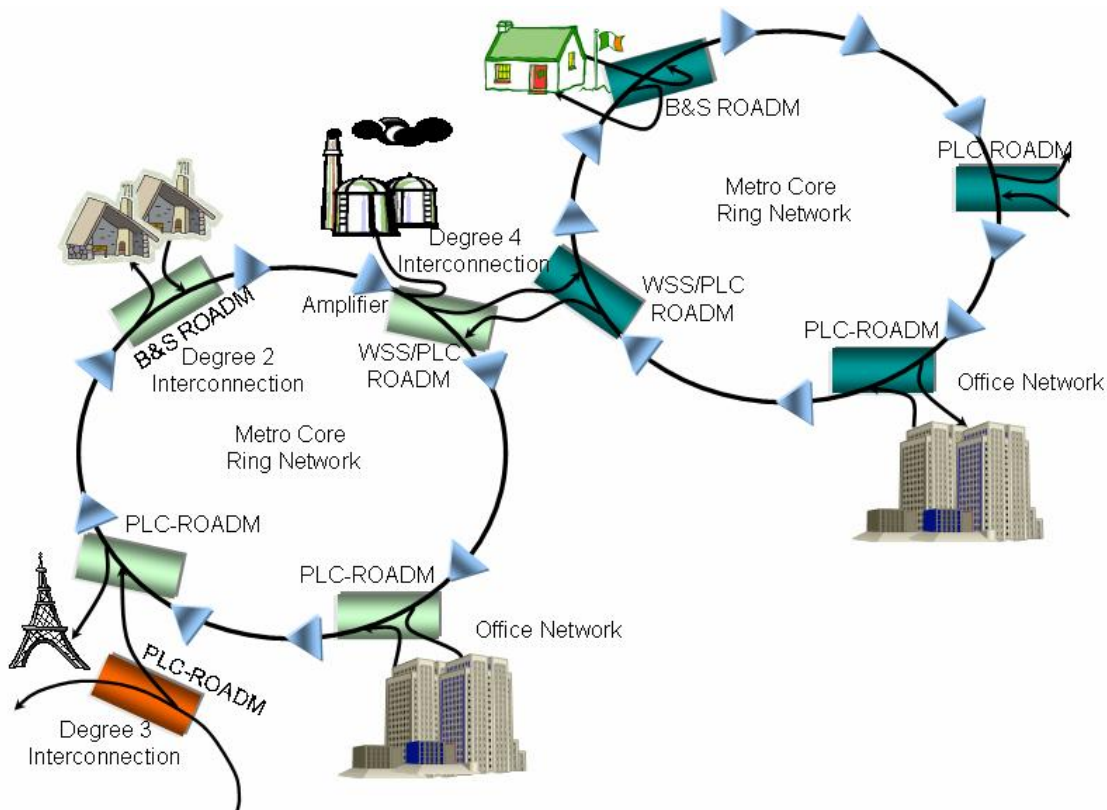 B&S ROADM
PLC-ROADM
Metro Core
Ring Network
Degree 4
Interconnection
WSS/PLC
ROADM
Amplifier
B&S ROADM
Degree 2
Interconnection
WSS/PLC
ROADM
PLC-ROADM
Office Network
Metro Core
Ring Network
PLC-ROADM
PLC-ROADM
Office Network
PLC-ROADM
Degree 3
Interconnection